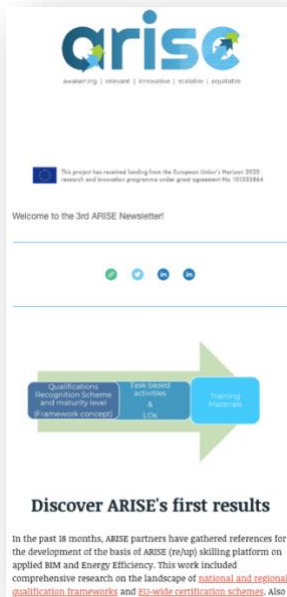 arise
awakening | relevant | innovative | scalable | equitable
This project has received funding from the European Union's Horizon 2020
research and innovation programme under grant agreement No 101033864
Welcome to the 3rd ARISE Newsletter!
Qualifications
Recognition Scheme
and maturity level
(Framework concept)
Task based
activities
&
LOs
Training
Materials
Discover ARISE's first results
In the past 18 months, ARISE partners have gathered references for
the development of the basis of ARISE (re/up) skilling platform on
applied BIM and Energy Efficiency. This work included
comprehensive research on the landscape of national and regional
qualification frameworks and EU-wide certification schemes. Also